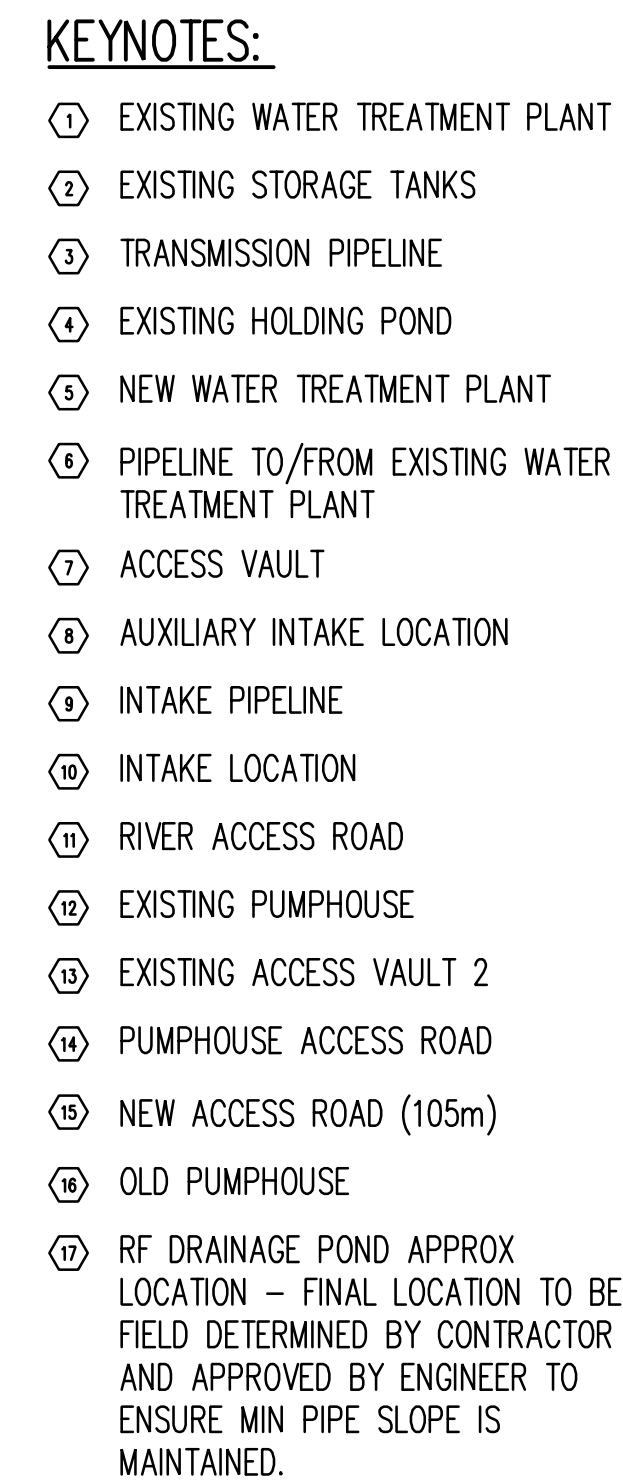 KEYNOTES:
1 EXISTING WATER TREATMENT PLANT
2 EXISTING STORAGE TANKS
3 TRANSMISSION PIPELINE
4 EXISTING HOLDING POND
5 NEW WATER TREATMENT PLANT
6 PIPELINE TO/FROM EXISTING WATER
TREATMENT PLANT
7 ACCESS VAULT
8 AUXILIARY INTAKE LOCATION
9 INTAKE PIPELINE
10 INTAKE LOCATION
11 RIVER ACCESS ROAD
12 EXISTING PUMPHOUSE
13 EXISTING ACCESS VAULT 2
14 PUMPHOUSE ACCESS ROAD
15 NEW ACCESS ROAD (105m)
16 OLD PUMPHOUSE
17 RF DRAINAGE POND APPROX
LOCATION – FINAL LOCATION TO BE
FIELD DETERMINED BY CONTRACTOR
AND APPROVED BY ENGINEER TO
ENSURE MIN PIPE SLOPE IS
MAINTAINED.